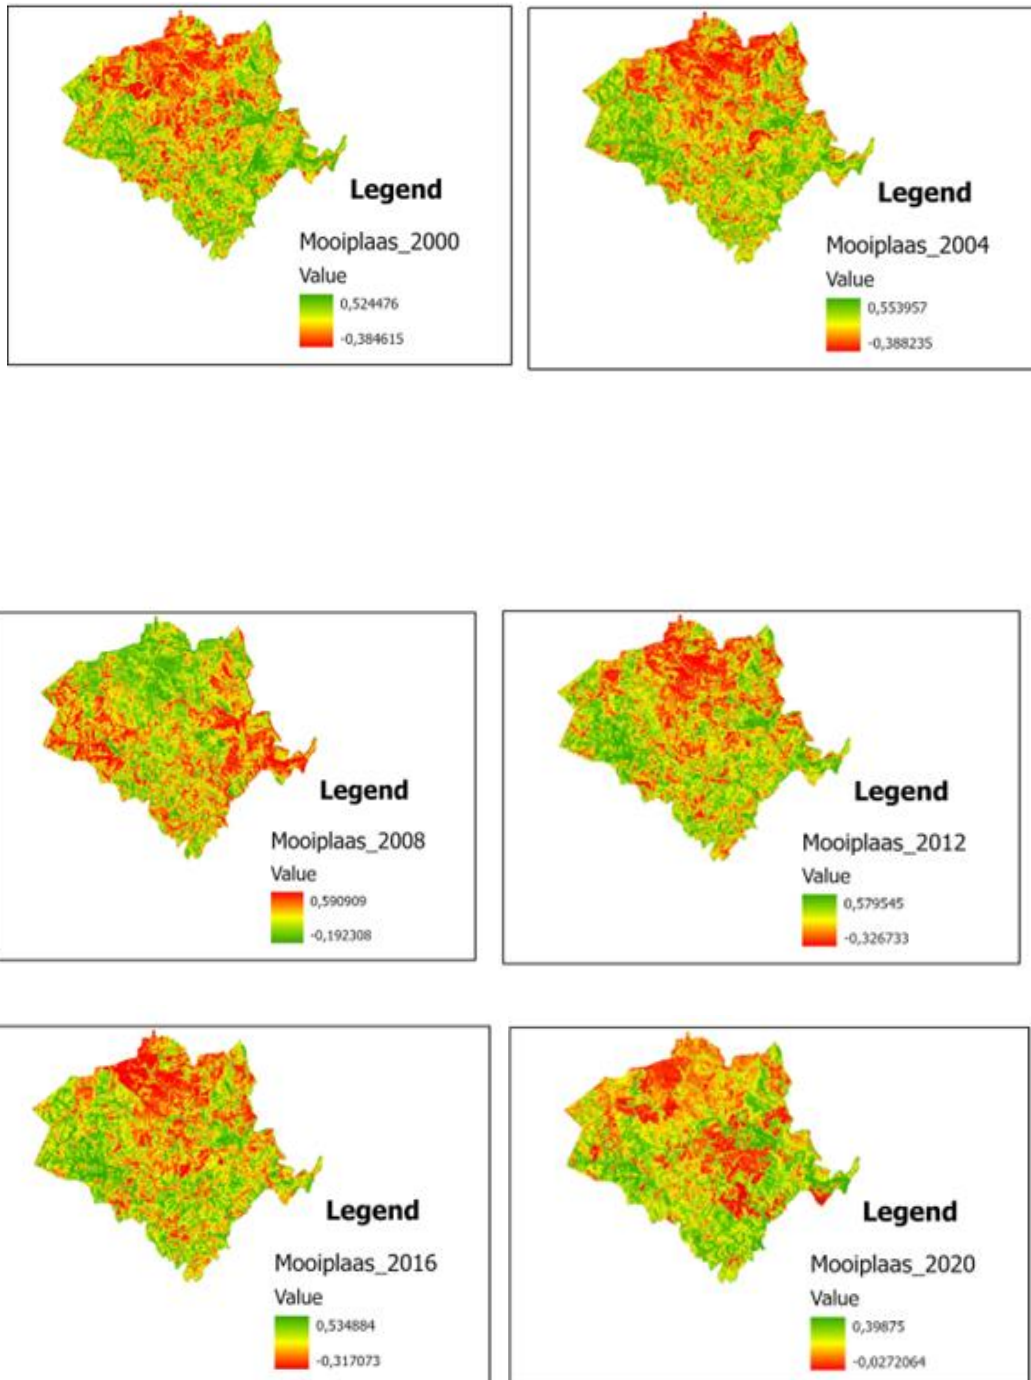 Legend
Mooiplaas_2000
Value
0,524476
-0,384615
Legend
Mooiplaas_2004
Value
0,553957
-0,388235
Legend
Mooiplaas_2008
Value
0,590909
-0,192308
Legend
Mooiplaas_2012
Value
0,579545
-0,326733
Legend
Mooiplaas_2016
Value
0,534884
-0,317073
Legend
Mooiplaas_2020
Value
0,39875
-0,0272064